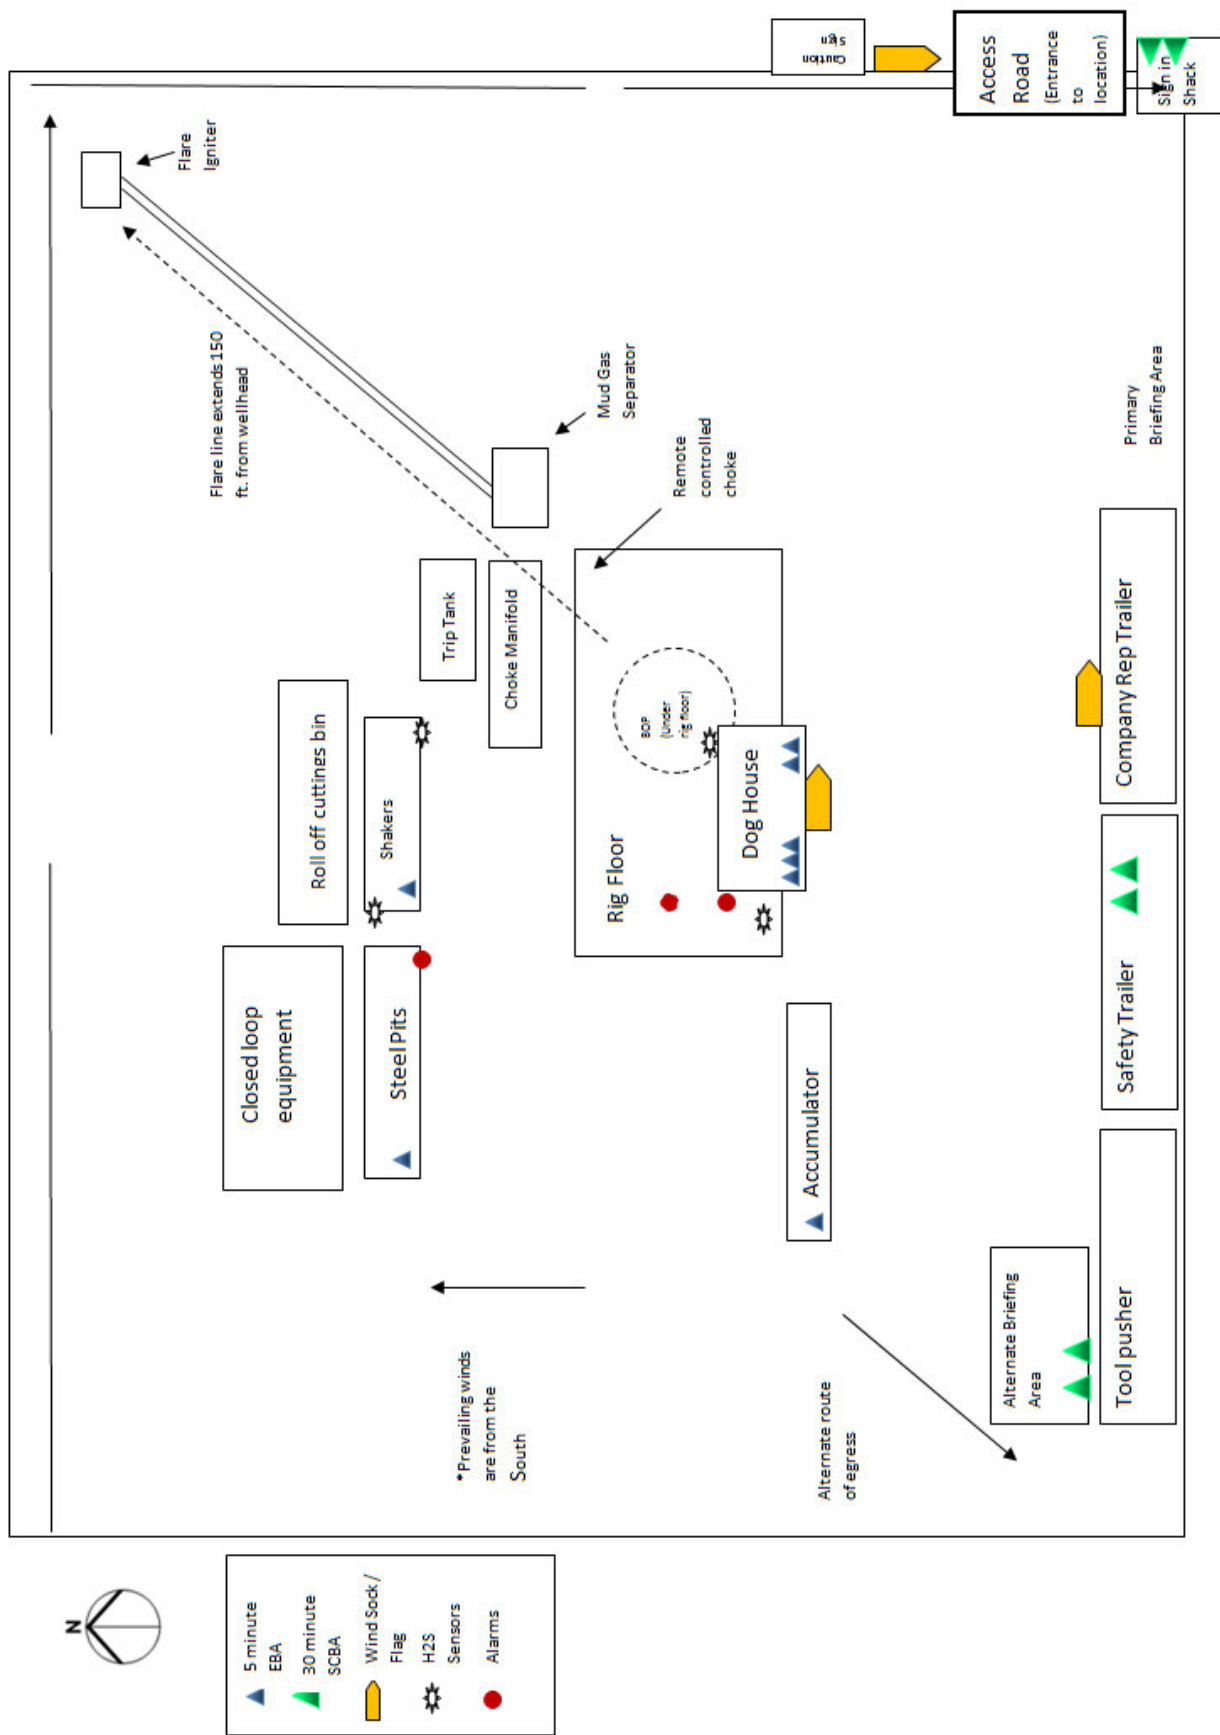 N
5 minute
EBA
30 minute
SCBA
Wind Sock /
Flag
H2S
Sensors
Alarms
*Prevailing winds
are from the
South
Alternate route
of egress
Closed loop
equipment
Roll off cuttings bin
Steel Pits
Shakers
Trip Tank
Choke Manifold
Flare line extends 150
ft. from wellhead
Flare
Igniter
Mud Gas
Separator
Remote
controlled
choke
Rig Floor
BOP
(Under
rig floor)
Dog House
Accumulator
Alternate Briefing
Area
Tool pusher
Safety Trailer
Company Rep Trailer
Primary
Briefing Area
Caution
sign
Access
Road
(Entrance
to
location)
Sign in
Shack